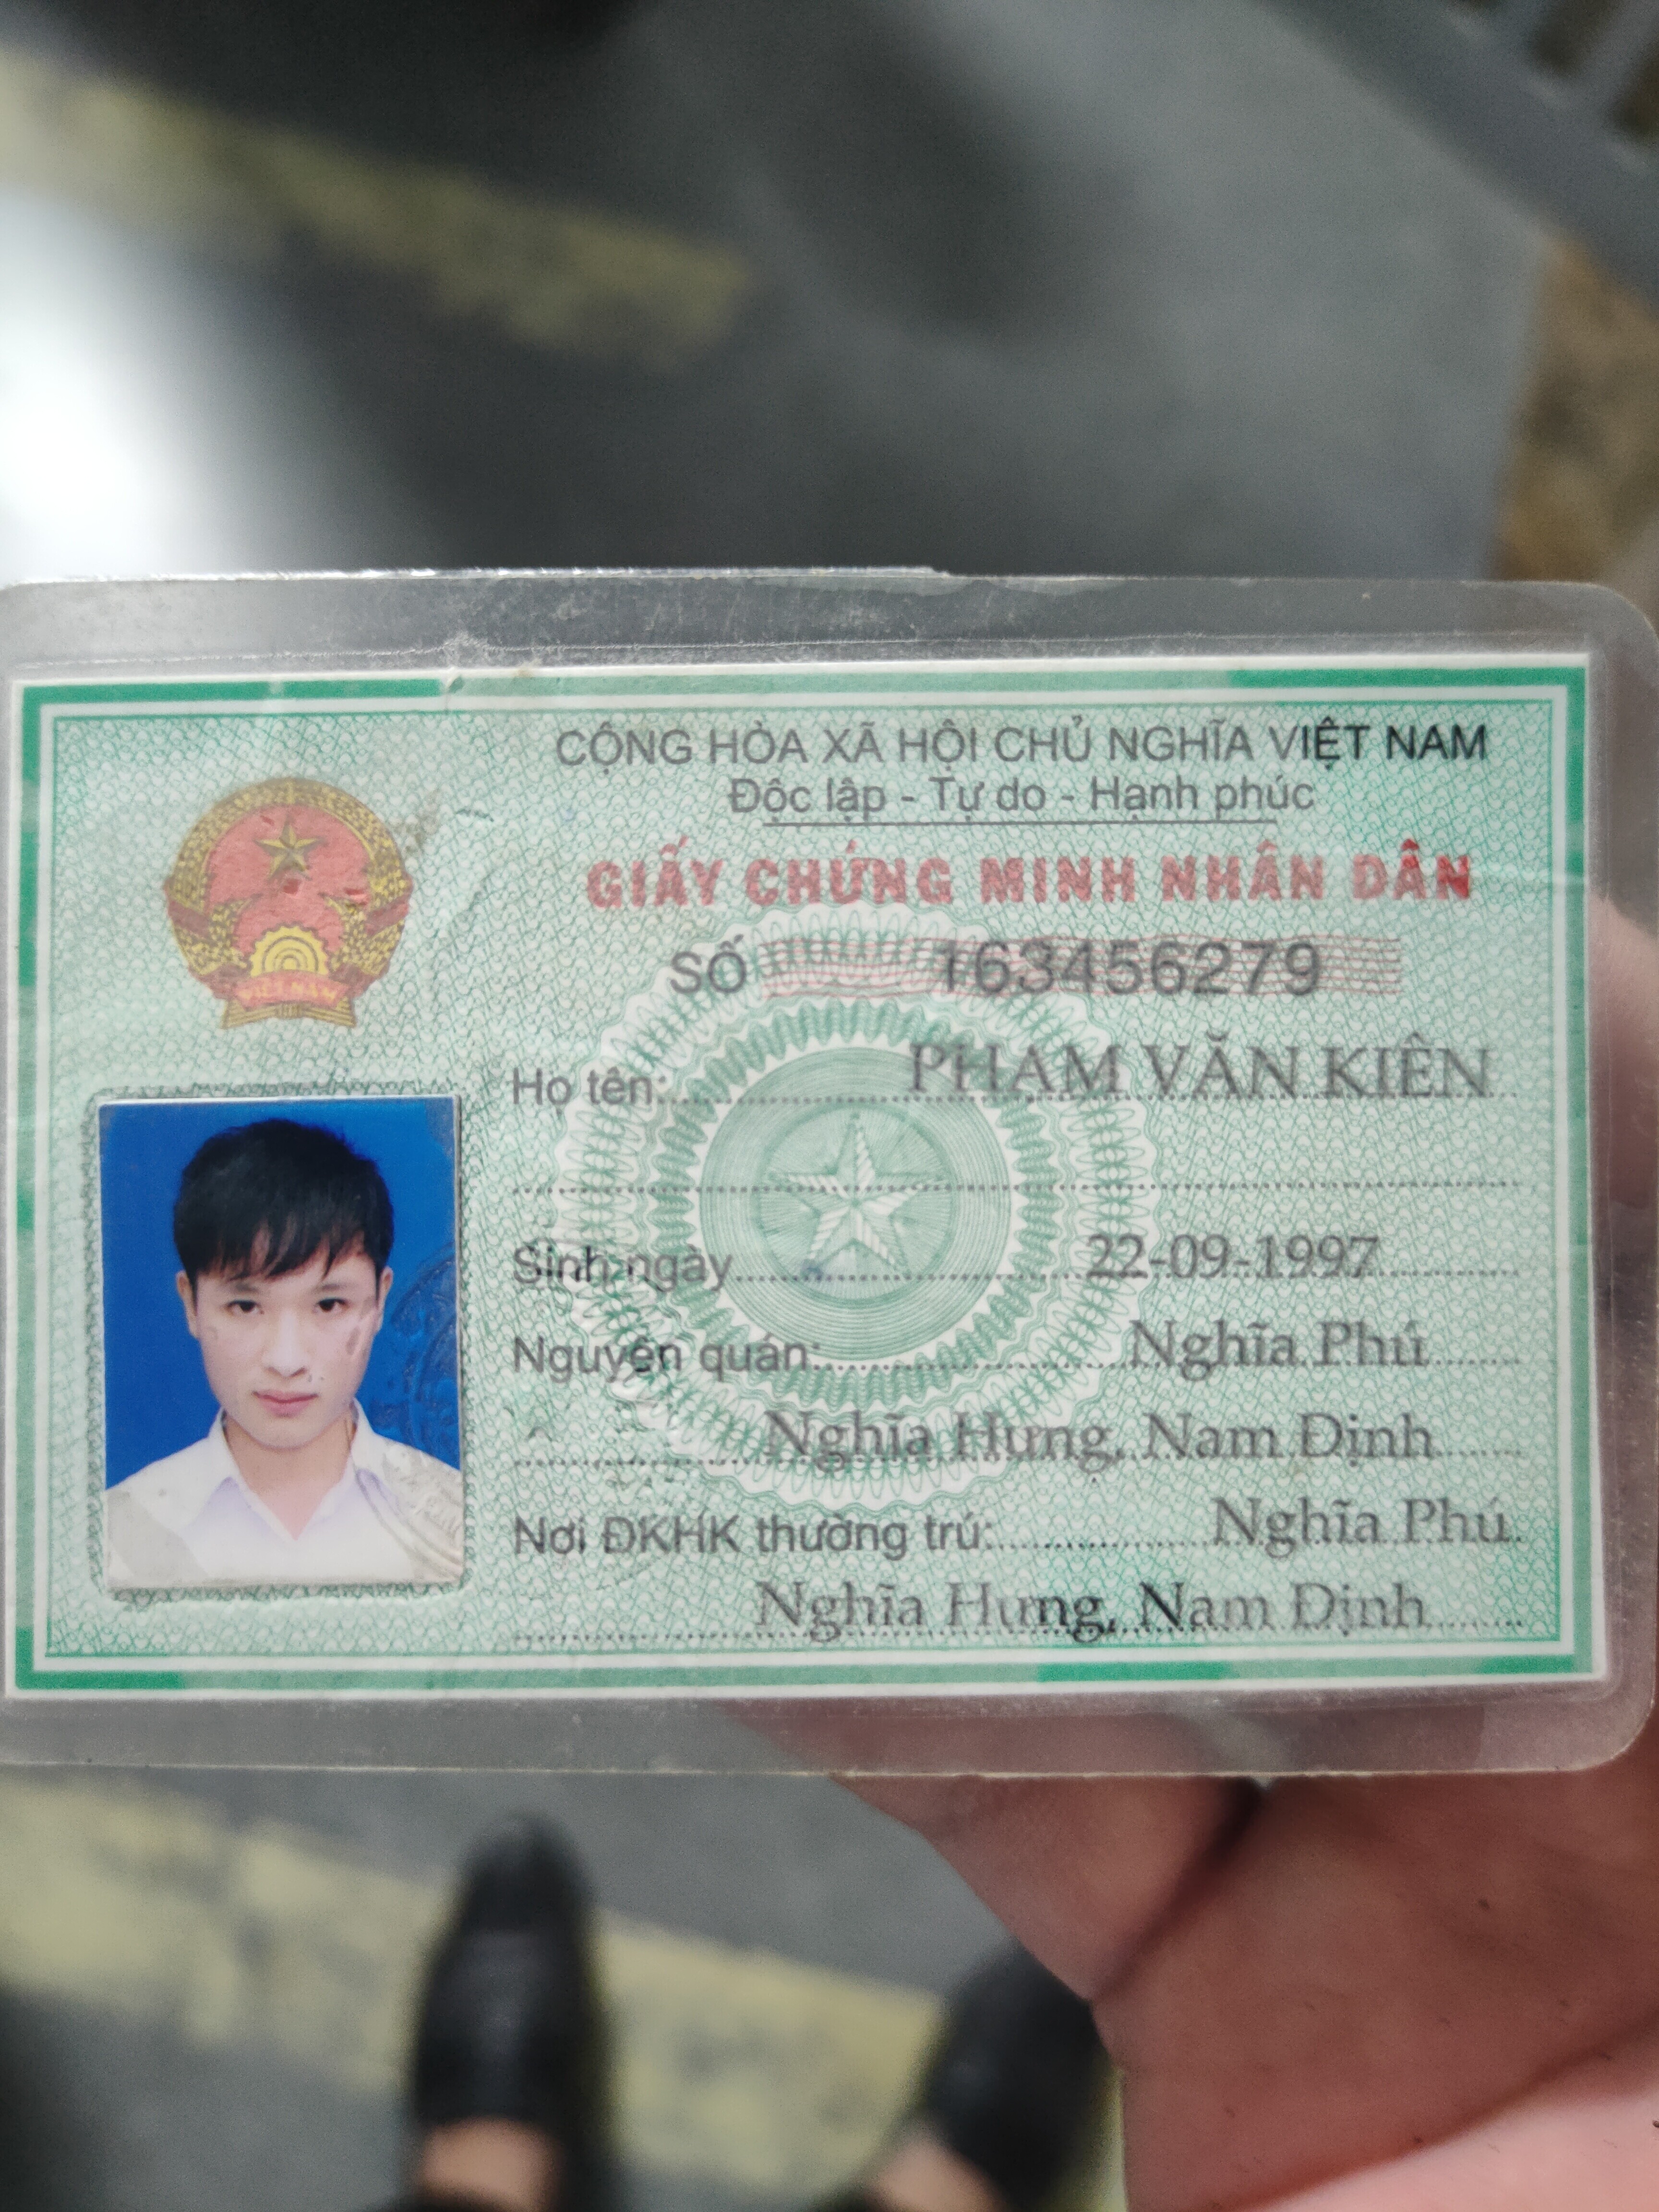 CỘNG HÒA XÃ HỘI CHỦ NGHĨA VIỆT NAM
Độc lập - Tự do - Hạnh phúc
GIẤY CHỨNG MINH NHÂN DÂN
SỐ 163456279
VIỆT NAM
Họ tên: PHẠM VĂN KIÊN
Sinh ngày 22-09-1997
Nguyên quán: Nghĩa Phú
Nghĩa Hưng, Nam Định
Nơi ĐKHK thường trú: Nghĩa Phú
Nghĩa Hưng, Nam Định